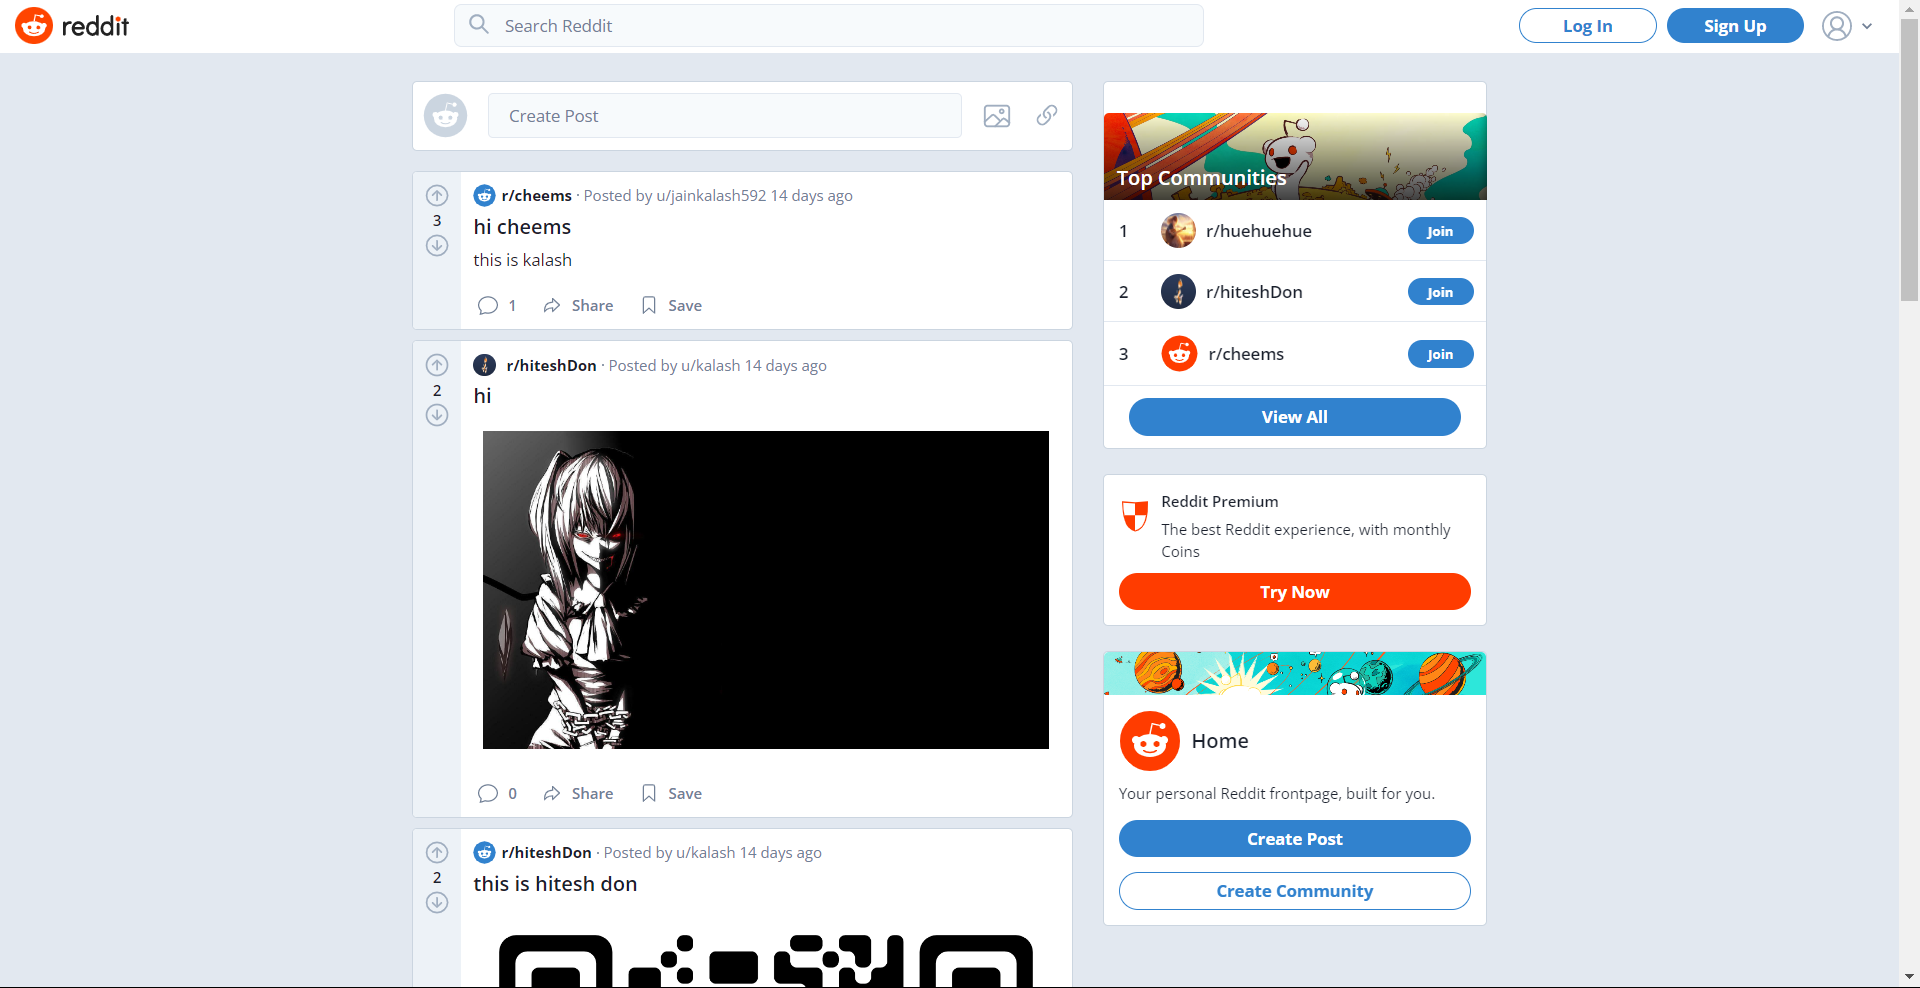 reddit
Search Reddit
Log In
Sign Up
Create Post
r/cheems · Posted by u/jainkalash592 14 days ago
3
hi cheems
this is kalash
1 Share Save
r/hiteshDon · Posted by u/kalash 14 days ago
2
hi
0 Share Save
r/hiteshDon · Posted by u/kalash 14 days ago
2
this is hitesh don
Top Communities
1 r/huehuehue Join
2 r/hiteshDon Join
3 r/cheems Join
View All
Reddit Premium
The best Reddit experience, with monthly
Coins
Try Now
Home
Your personal Reddit frontpage, built for you.
Create Post
Create Community